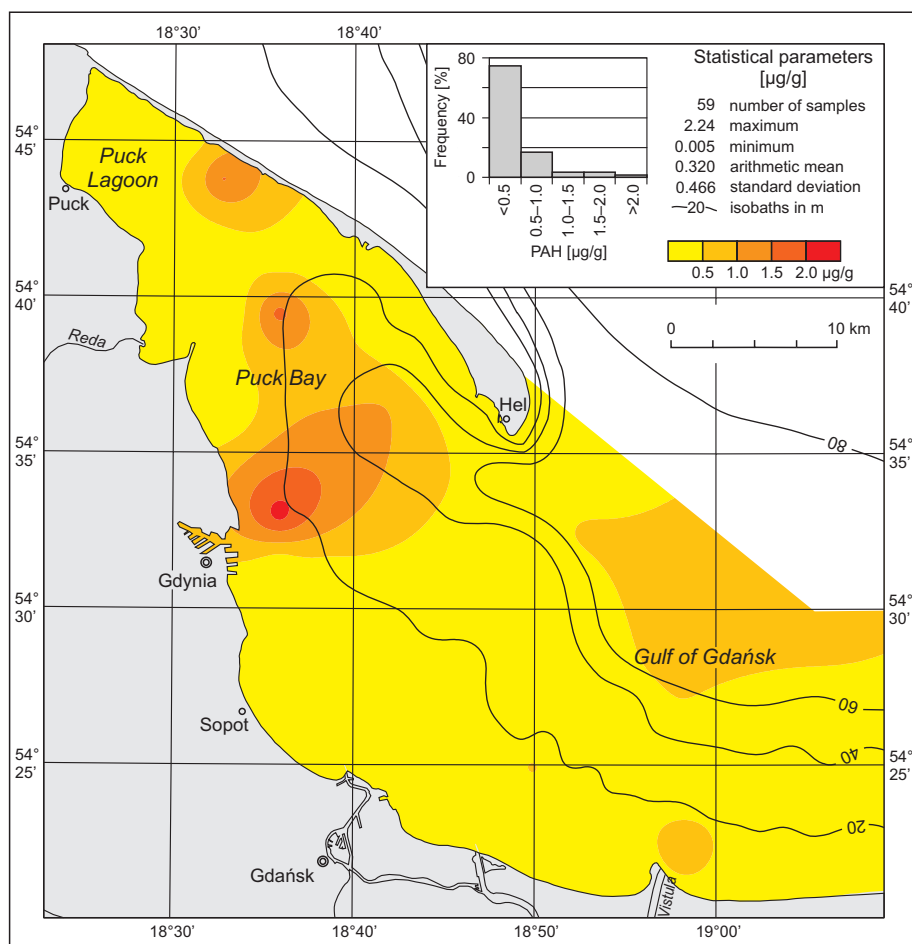 18°30’ 18°40’
80
60
40
20
0
Frequency [%]
<0.5
0.5–1.0
1.0–1.5
1.5–2.0
>2.0
PAH [µg/g]
Statistical parameters
[µg/g]
59 number of samples
2.24 maximum
0.005 minimum
0.320 arithmetic mean
0.466 standard deviation
20 isobaths in m
0.5 1.0 1.5 2.0 µg/g
0 10 km
54°
45’
54°
40’
54°
35’
54°
30’
54°
25’
Puck
Lagoon
Puck
Reda
Puck Bay
Hel
80
Gdynia
Gulf of Gdańsk
Sopot
60
40
20
Gdańsk
Vistula
54°
40’
54°
35’
54°
30’
54°
25’
18°30’ 18°40’ 18°50’ 19°00’